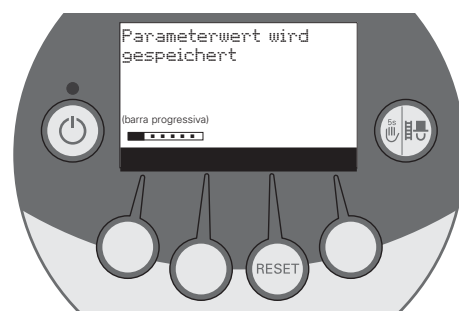 Parameterwert wird
gespeichert
(barra progressiva)
5s
RESET